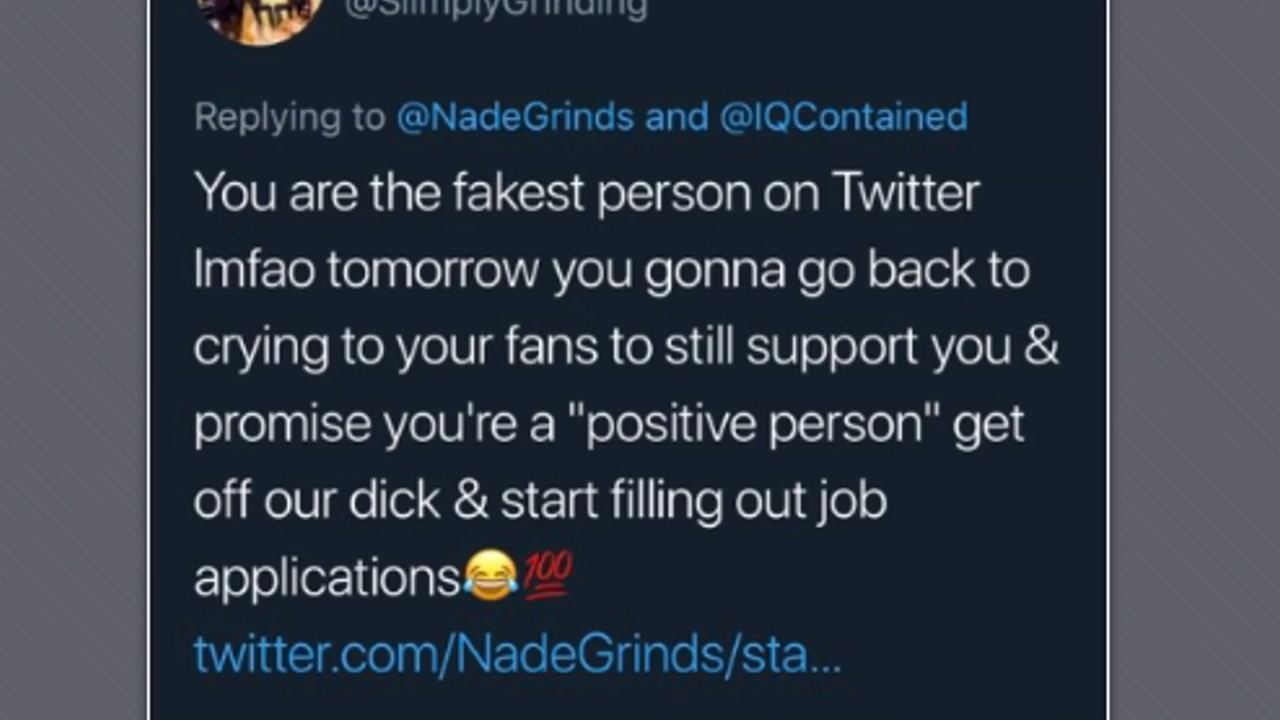 @SlimplyGrinding
Replying to @NadeGrinds and @IQContained
You are the fakest person on Twitter
lmfao tomorrow you gonna go back to
crying to your fans to still support you &
promise you're a "positive person" get
off our dick & start filling out job
applications😂💯
twitter.com/NadeGrinds/sta...